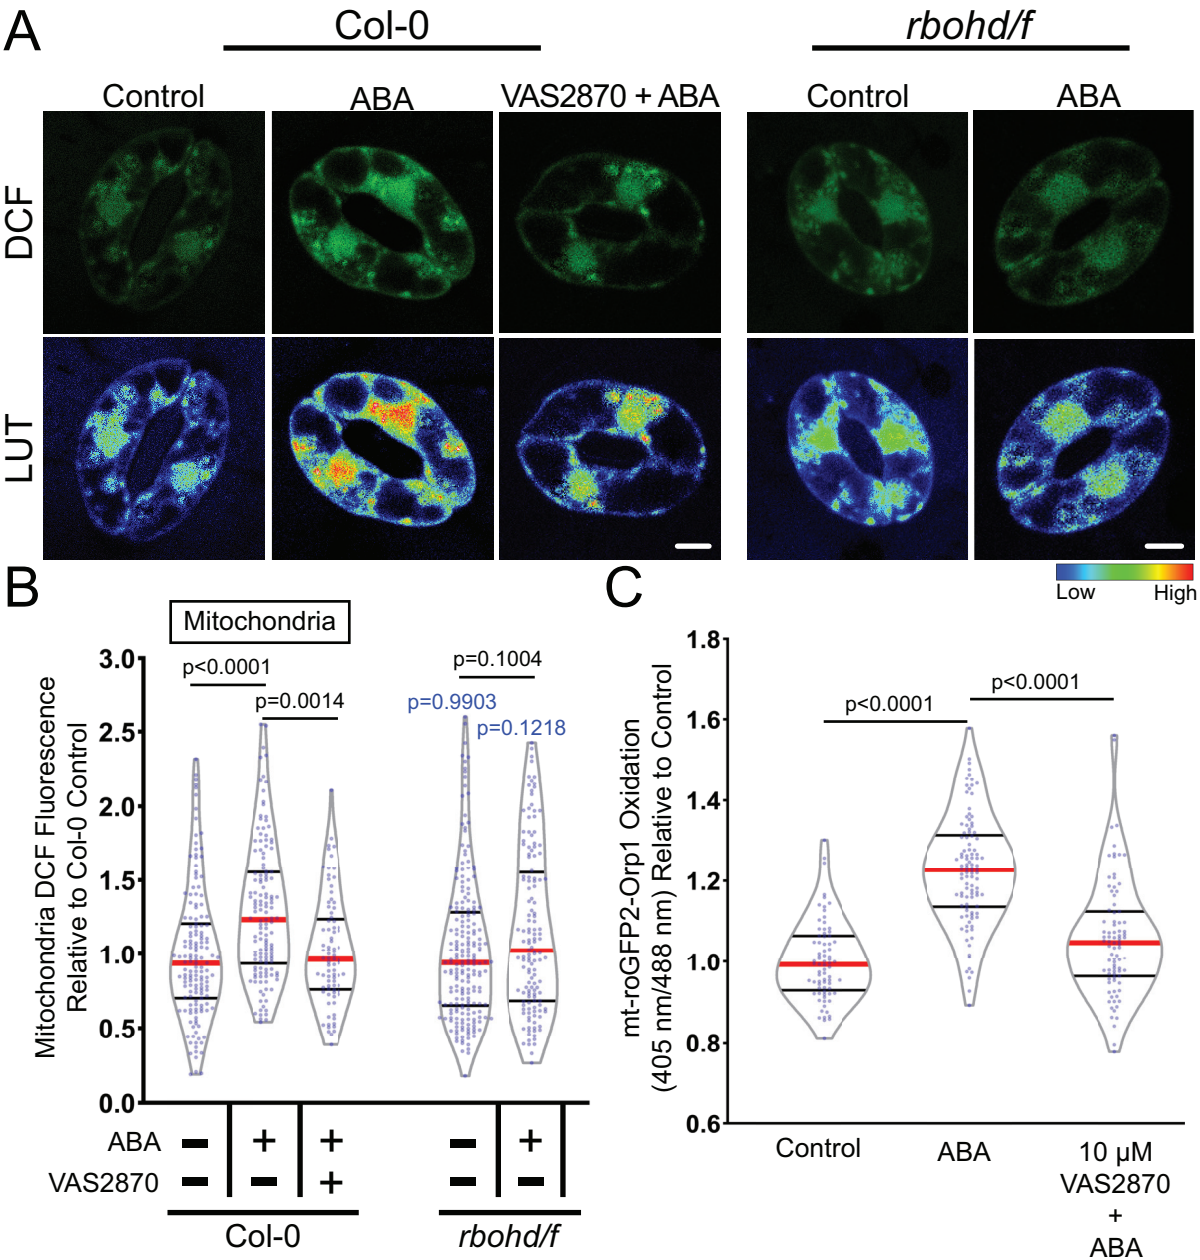 A
Col-0
rbohd/f
Control
ABA
VAS2870 + ABA
Control
ABA
DCF
LUT
Low
High
B
Mitochondria
Mitochondria DCF Fluorescence
Relative to Col-0 Control
3.0
2.5
2.0
1.5
1.0
0.5
0.0
p<0.0001
p=0.0014
p=0.1004
p=0.9903
p=0.1218
ABA
− + + − +
VAS2870
− − + − −
Col-0
rbohd/f
C
mt-roGFP2-Orp1 Oxidation
(405 nm/488 nm) Relative to Control
1.8
1.6
1.4
1.2
1.0
0.8
0.6
p<0.0001
p<0.0001
Control
ABA
10 µM
VAS2870
+
ABA